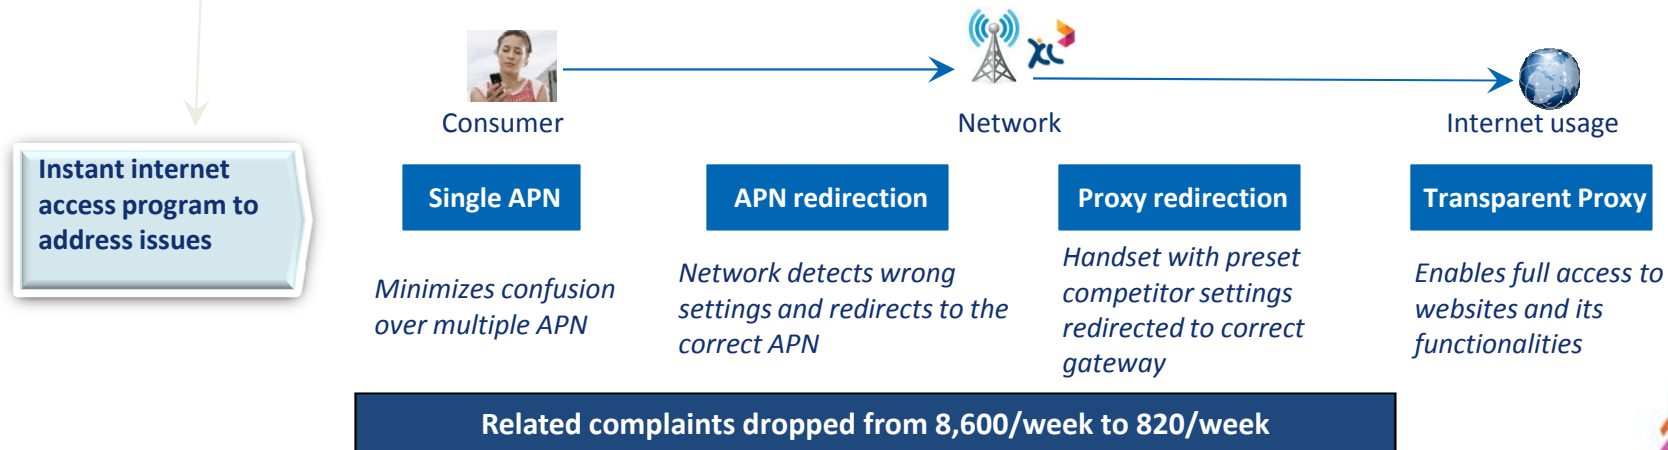 XL
Consumer
Network
Internet usage
Instant internet
access program to
address issues
Single APN
APN redirection
Proxy redirection
Transparent Proxy
Minimizes confusion
over multiple APN
Network detects wrong
settings and redirects to the
correct APN
Handset with preset
competitor settings
redirected to correct
gateway
Enables full access to
websites and its
functionalities
Related complaints dropped from 8,600/week to 820/week